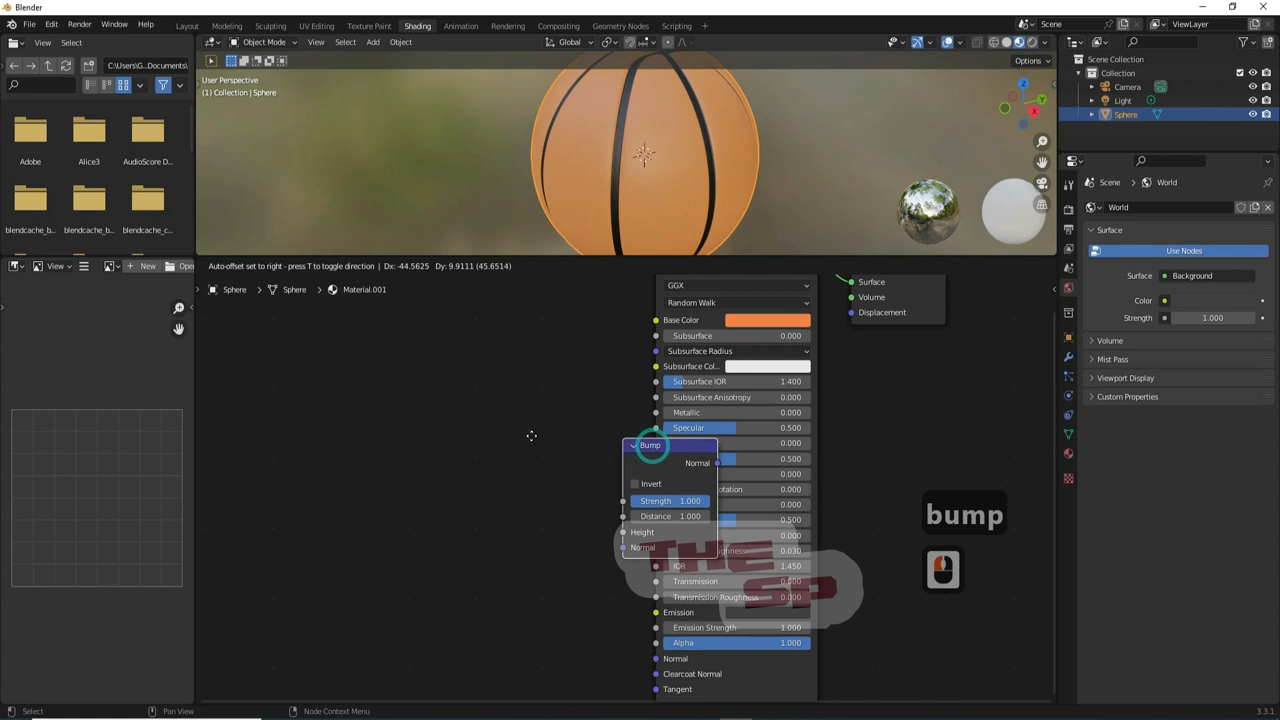 Blender
File Edit Render Window Help
Layout Modeling Sculpting UV Editing Texture Paint Shading Animation Rendering Compositing Geometry Nodes Scripting +
Scene
ViewLayer
View Select
Object Mode View Select Add Object
Global
C:\Users\G..Documents\
Options
User Perspective
(1) Collection | Sphere
Adobe Alice3 AudioScore D...
blendcache_b... blendcache_b... blendcache_c...
Z
Y
X
Scene Collection
Collection
Camera
Light
Sphere
Scene > World
World
Surface
Use Nodes
Surface Background
Color
Strength 1.000
Volume
Mist Pass
Viewport Display
Custom Properties
View
New
Open
Auto-offset set to right - press T to toggle direction | Dx: -44.5625 Dy: 9.9111 (45.6514)
Sphere > Sphere > Material.001
GGX
Random Walk
Base Color
Subsurface 0.000
Subsurface Radius
Subsurface Col...
Subsurface IOR 1.400
Subsurface Anisotropy 0.000
Metallic 0.000
Specular 0.500
0.000
0.500
0.000
otation 0.000
0.000
0.500
0.000
ughness 0.030
IOR 1.450
Transmission 0.000
Transmission Roughness 0.000
Emission
Emission Strength 1.000
Alpha 1.000
Normal
Clearcoat Normal
Tangent
Bump
Normal
Invert
Strength 1.000
Distance 1.000
Height
Normal
Surface
Volume
Displacement
bump
THE
SP
Select
Pan View
Node Context Menu
3.3.1